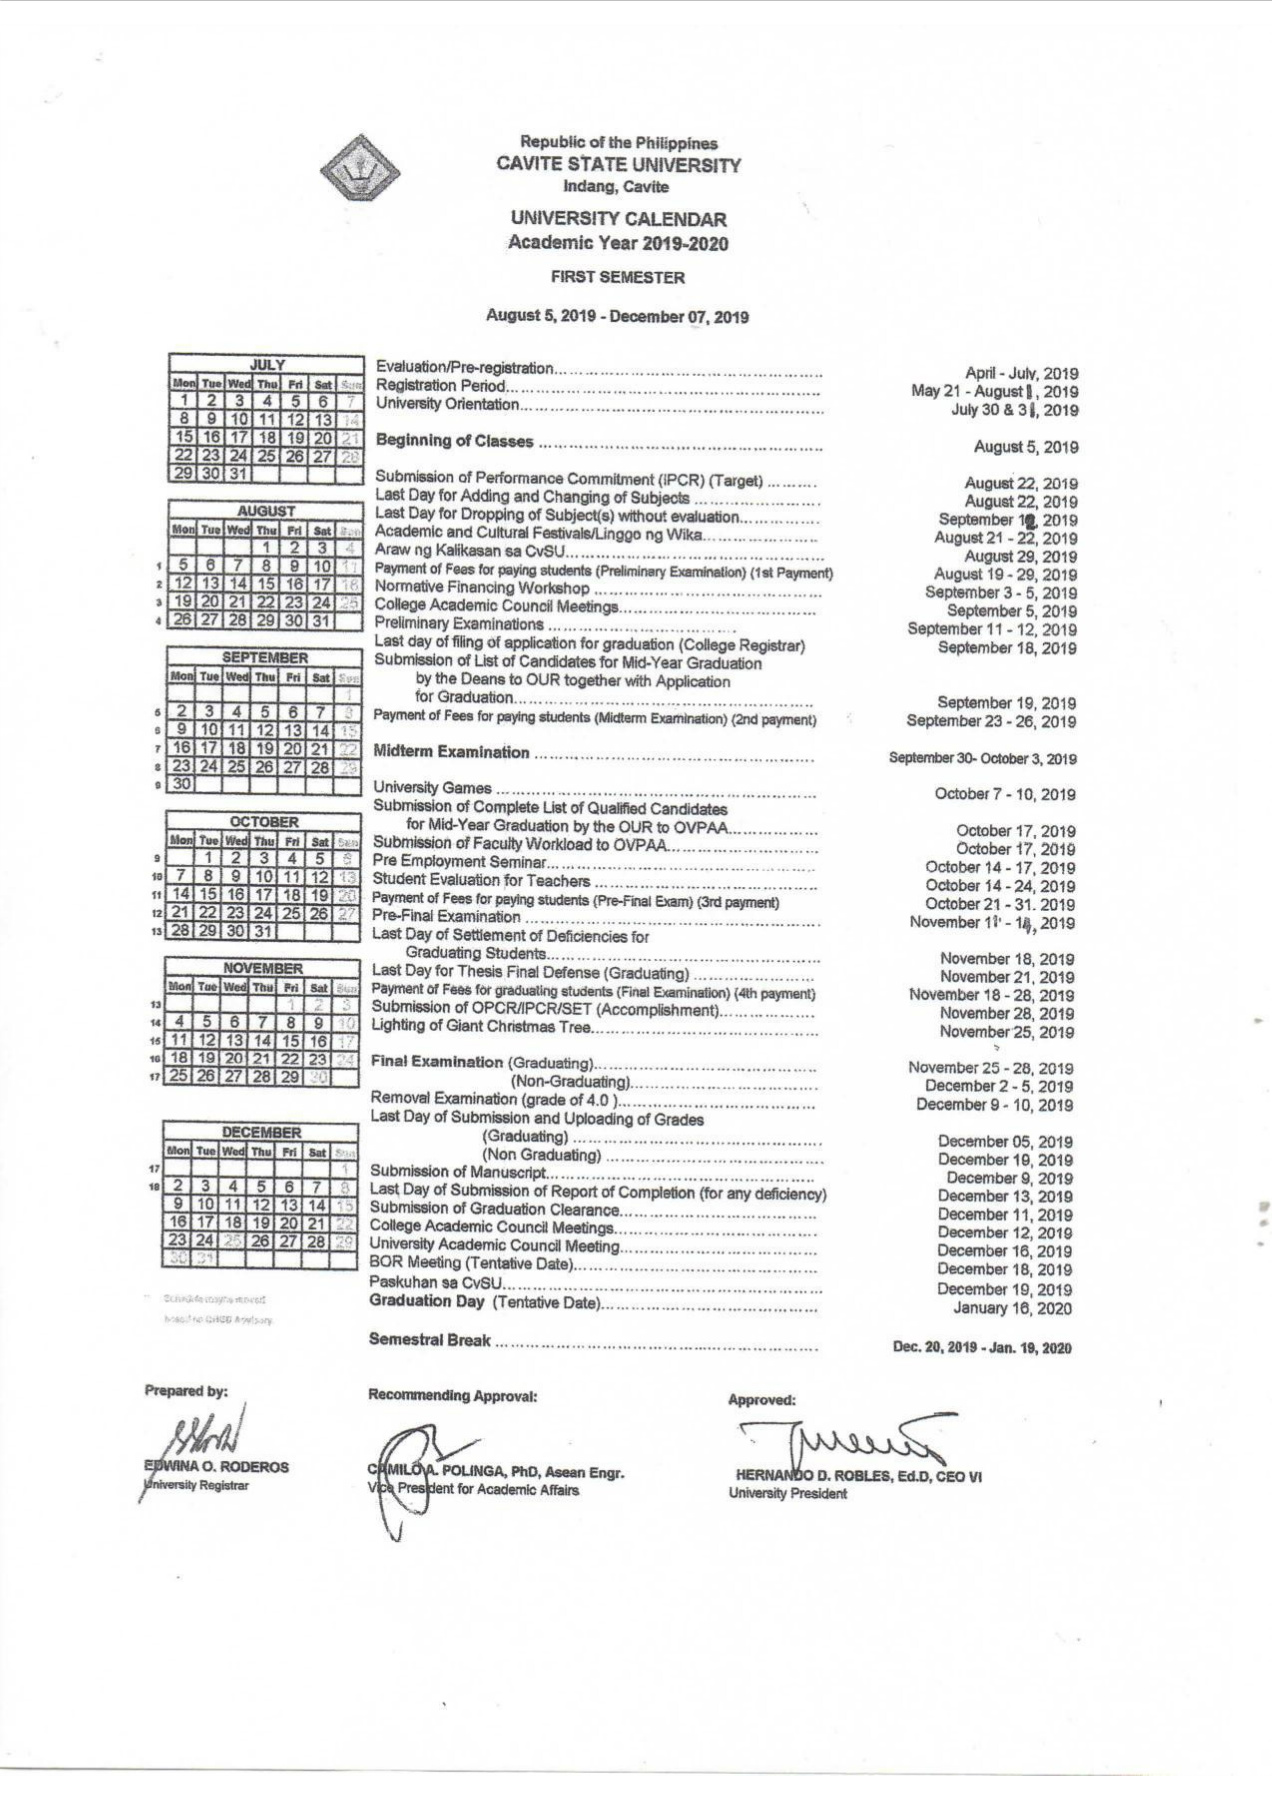 Republic of the Philippines
CAVITE STATE UNIVERSITY
Indang, Cavite
UNIVERSITY CALENDAR
Academic Year 2019-2020
FIRST SEMESTER
August 5, 2019 - December 07, 2019
JULY
Mon Tue Wed Thu Fri Sat Sun
1 2 3 4 5 6 7
8 9 10 11 12 13 14
15 16 17 18 19 20 21
22 23 24 25 26 27 28
29 30 31
AUGUST
Mon Tue Wed Thu Fri Sat Sun
1 2 3 4
1 5 6 7 8 9 10 11
2 12 13 14 15 16 17 18
3 19 20 21 22 23 24 25
4 26 27 28 29 30 31
SEPTEMBER
Mon Tue Wed Thu Fri Sat Sun
1
5 2 3 4 5 6 7 8
6 9 10 11 12 13 14 15
7 16 17 18 19 20 21 22
8 23 24 25 26 27 28 29
9 30
OCTOBER
Mon Tue Wed Thu Fri Sat Sun
9 1 2 3 4 5 6
10 7 8 9 10 11 12 13
11 14 15 16 17 18 19 20
12 21 22 23 24 25 26 27
13 28 29 30 31
NOVEMBER
Mon Tue Wed Thu Fri Sat Sun
13 1 2 3
14 4 5 6 7 8 9 10
15 11 12 13 14 15 16 17
16 18 19 20 21 22 23 24
17 25 26 27 28 29 30
DECEMBER
Mon Tue Wed Thu Fri Sat Sun
17 1
18 2 3 4 5 6 7 8
9 10 11 12 13 14 15
16 17 18 19 20 21 22
23 24 25 26 27 28 29
30 31
Evaluation/Pre-registration... April - July, 2019
Registration Period... May 21 - August 1, 2019
University Orientation... July 30 & 31, 2019
Beginning of Classes ... August 5, 2019
Submission of Performance Commitment (IPCR) (Target) ... August 22, 2019
Last Day for Adding and Changing of Subjects ... August 22, 2019
Last Day for Dropping of Subject(s) without evaluation... September 12, 2019
Academic and Cultural Festivals/Linggo ng Wika... August 21 - 22, 2019
Araw ng Kalikasan sa CvSU... August 29, 2019
Payment of Fees for paying students (Preliminary Examination) (1st Payment) August 19 - 29, 2019
Normative Financing Workshop ... September 3 - 5, 2019
College Academic Council Meetings... September 5, 2019
Preliminary Examinations ... September 11 - 12, 2019
Last day of filing of application for graduation (College Registrar) September 18, 2019
Submission of List of Candidates for Mid-Year Graduation
by the Deans to OUR together with Application
for Graduation... September 19, 2019
Payment of Fees for paying students (Midterm Examination) (2nd payment) September 23 - 26, 2019
Midterm Examination ... September 30- October 3, 2019
University Games ... October 7 - 10, 2019
Submission of Complete List of Qualified Candidates
for Mid-Year Graduation by the OUR to OVPAA... October 17, 2019
Submission of Faculty Workload to OVPAA... October 17, 2019
Pre Employment Seminar... October 14 - 17, 2019
Student Evaluation for Teachers ... October 14 - 24, 2019
Payment of Fees for paying students (Pre-Final Exam) (3rd payment) October 21 - 31. 2019
Pre-Final Examination ... November 11 - 14, 2019
Last Day of Settlement of Deficiencies for
Graduating Students... November 18, 2019
Last Day for Thesis Final Defense (Graduating) ... November 21, 2019
Payment of Fees for graduating students (Final Examination) (4th payment) November 18 - 28, 2019
Submission of OPCR/IPCR/SET (Accomplishment)... November 28, 2019
Lighting of Giant Christmas Tree... November 25, 2019
Final Examination (Graduating)... November 25 - 28, 2019
(Non-Graduating)... December 2 - 5, 2019
Removal Examination (grade of 4.0 )... December 9 - 10, 2019
Last Day of Submission and Uploading of Grades
(Graduating) ... December 05, 2019
(Non Graduating) ... December 19, 2019
Submission of Manuscript... December 9, 2019
Last Day of Submission of Report of Completion (for any deficiency) December 13, 2019
Submission of Graduation Clearance... December 11, 2019
College Academic Council Meetings... December 12, 2019
University Academic Council Meeting... December 16, 2019
BOR Meeting (Tentative Date)... December 18, 2019
Paskuhan sa CvSU... December 19, 2019
Graduation Day (Tentative Date)... January 16, 2020
Semestral Break ... Dec. 20, 2019 - Jan. 19, 2020
Prepared by:
EDWINA O. RODEROS
University Registrar
Recommending Approval:
CAMILO A. POLINGA, PhD, Asean Engr.
Vice President for Academic Affairs
Approved:
HERNANDO D. ROBLES, Ed.D, CEO VI
University President